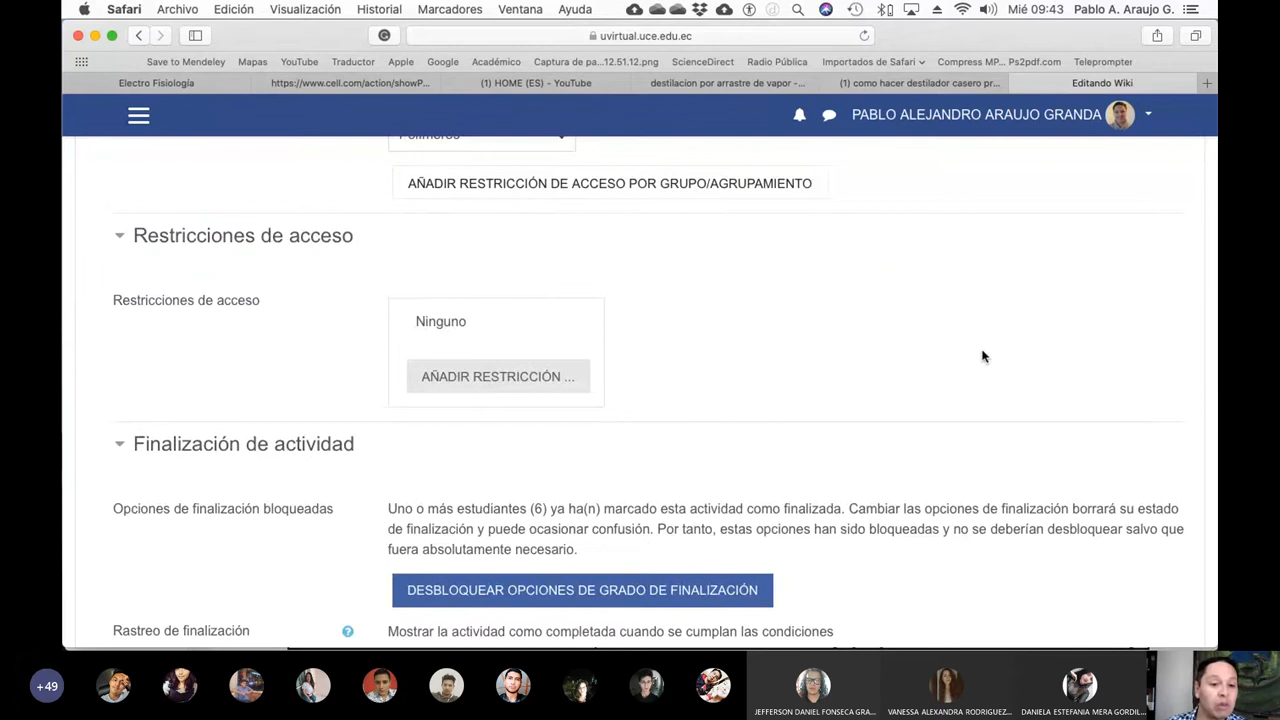 Safari Archivo Edición Visualización Historial Marcadores Ventana Ayuda Mié 09:43 Pablo A. Araujo G.
uvirtual.uce.edu.ec
Save to Mendeley Mapas YouTube Traductor Apple Google Académico Captura de pa...12.51.12.png ScienceDirect Radio Pública Importados de Safari Compress MP... Ps2pdf.com Teleprompter
Electro Fisiología https://www.cell.com/action/showP... (1) HOME (ES) - YouTube destilacion por arrastre de vapor -... (1) como hacer destilador casero pr... Editando Wiki
PABLO ALEJANDRO ARAUJO GRANDA
Polímeros
AÑADIR RESTRICCIÓN DE ACCESO POR GRUPO/AGRUPAMIENTO
Restricciones de acceso
Restricciones de acceso
Ninguno
AÑADIR RESTRICCIÓN ...
Finalización de actividad
Opciones de finalización bloqueadas
Uno o más estudiantes (6) ya ha(n) marcado esta actividad como finalizada. Cambiar las opciones de finalización borrará su estado
de finalización y puede ocasionar confusión. Por tanto, estas opciones han sido bloqueadas y no se deberían desbloquear salvo que
fuera absolutamente necesario.
DESBLOQUEAR OPCIONES DE GRADO DE FINALIZACIÓN
Rastreo de finalización
Mostrar la actividad como completada cuando se cumplan las condiciones
+49
JEFFERSON DANIEL FONSECA GRA... VANESSA ALEXANDRA RODRIGUEZ... DANIELA ESTEFANIA MERA GORDIL...